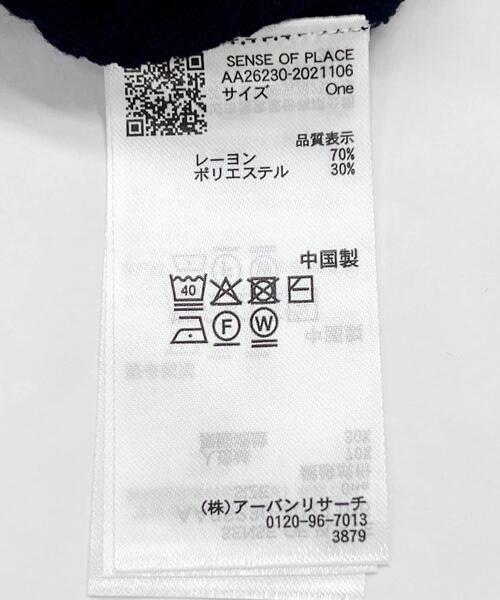 SENSE OF PLACE
AA26230-2021106
サイズ One
品質表示
レーヨン 70%
ポリエステル 30%
中国製
40
F W
(株)アーバンリサーチ
0120-96-7013
3879